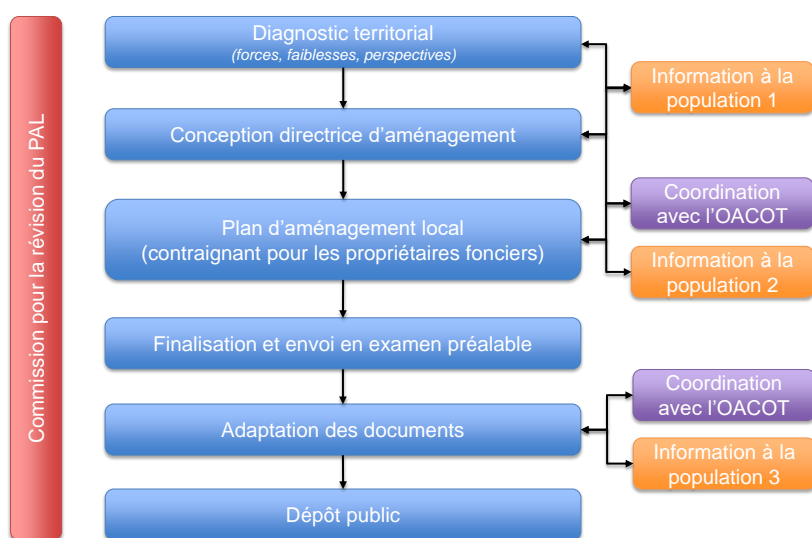 Commission pour la révision du PAL
Diagnostic territorial
(forces, faiblesses, perspectives)
Information à la
population 1
Conception directrice d'aménagement
Coordination
avec l'OACOT
Plan d'aménagement local
(contraignant pour les propriétaires fonciers)
Information à la
population 2
Finalisation et envoi en examen préalable
Coordination
avec l'OACOT
Adaptation des documents
Information à la
population 3
Dépôt public